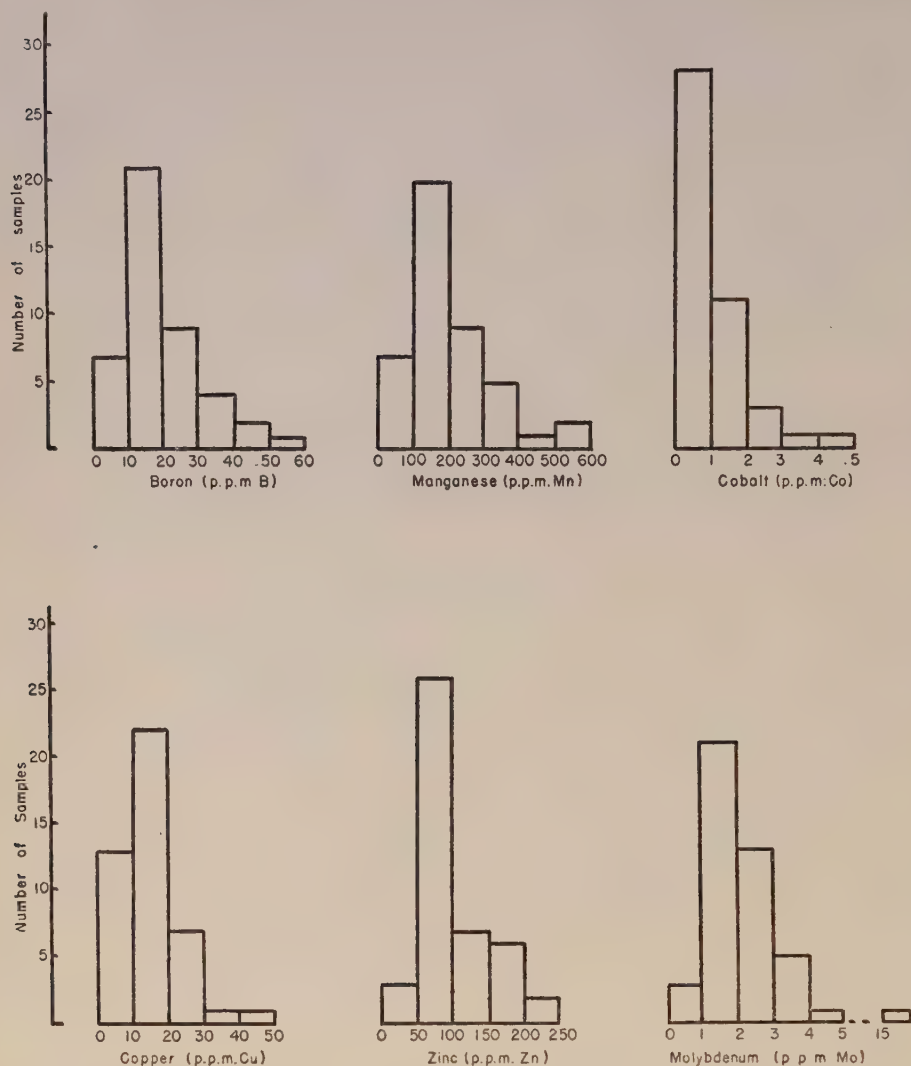 30
25
20
15
10
5
Number of samples
0 10 20 30 40 .50 60
Boron (p.p.m B)
0 100 200 300 400 500 600
Manganese (p.p.m.Mn)
0 1 2 3 4 .5
Cobalt (p.p.m:Co)
30
25
20
15
10
5
Number of Samples
0 10 20 30 40 50
Copper (p.p.m.Cu)
0 50 100 150 200 250
Zinc (p.p.m. Zn)
0 1 2 3 4 5 15
Molybdenum (p p m Mo)